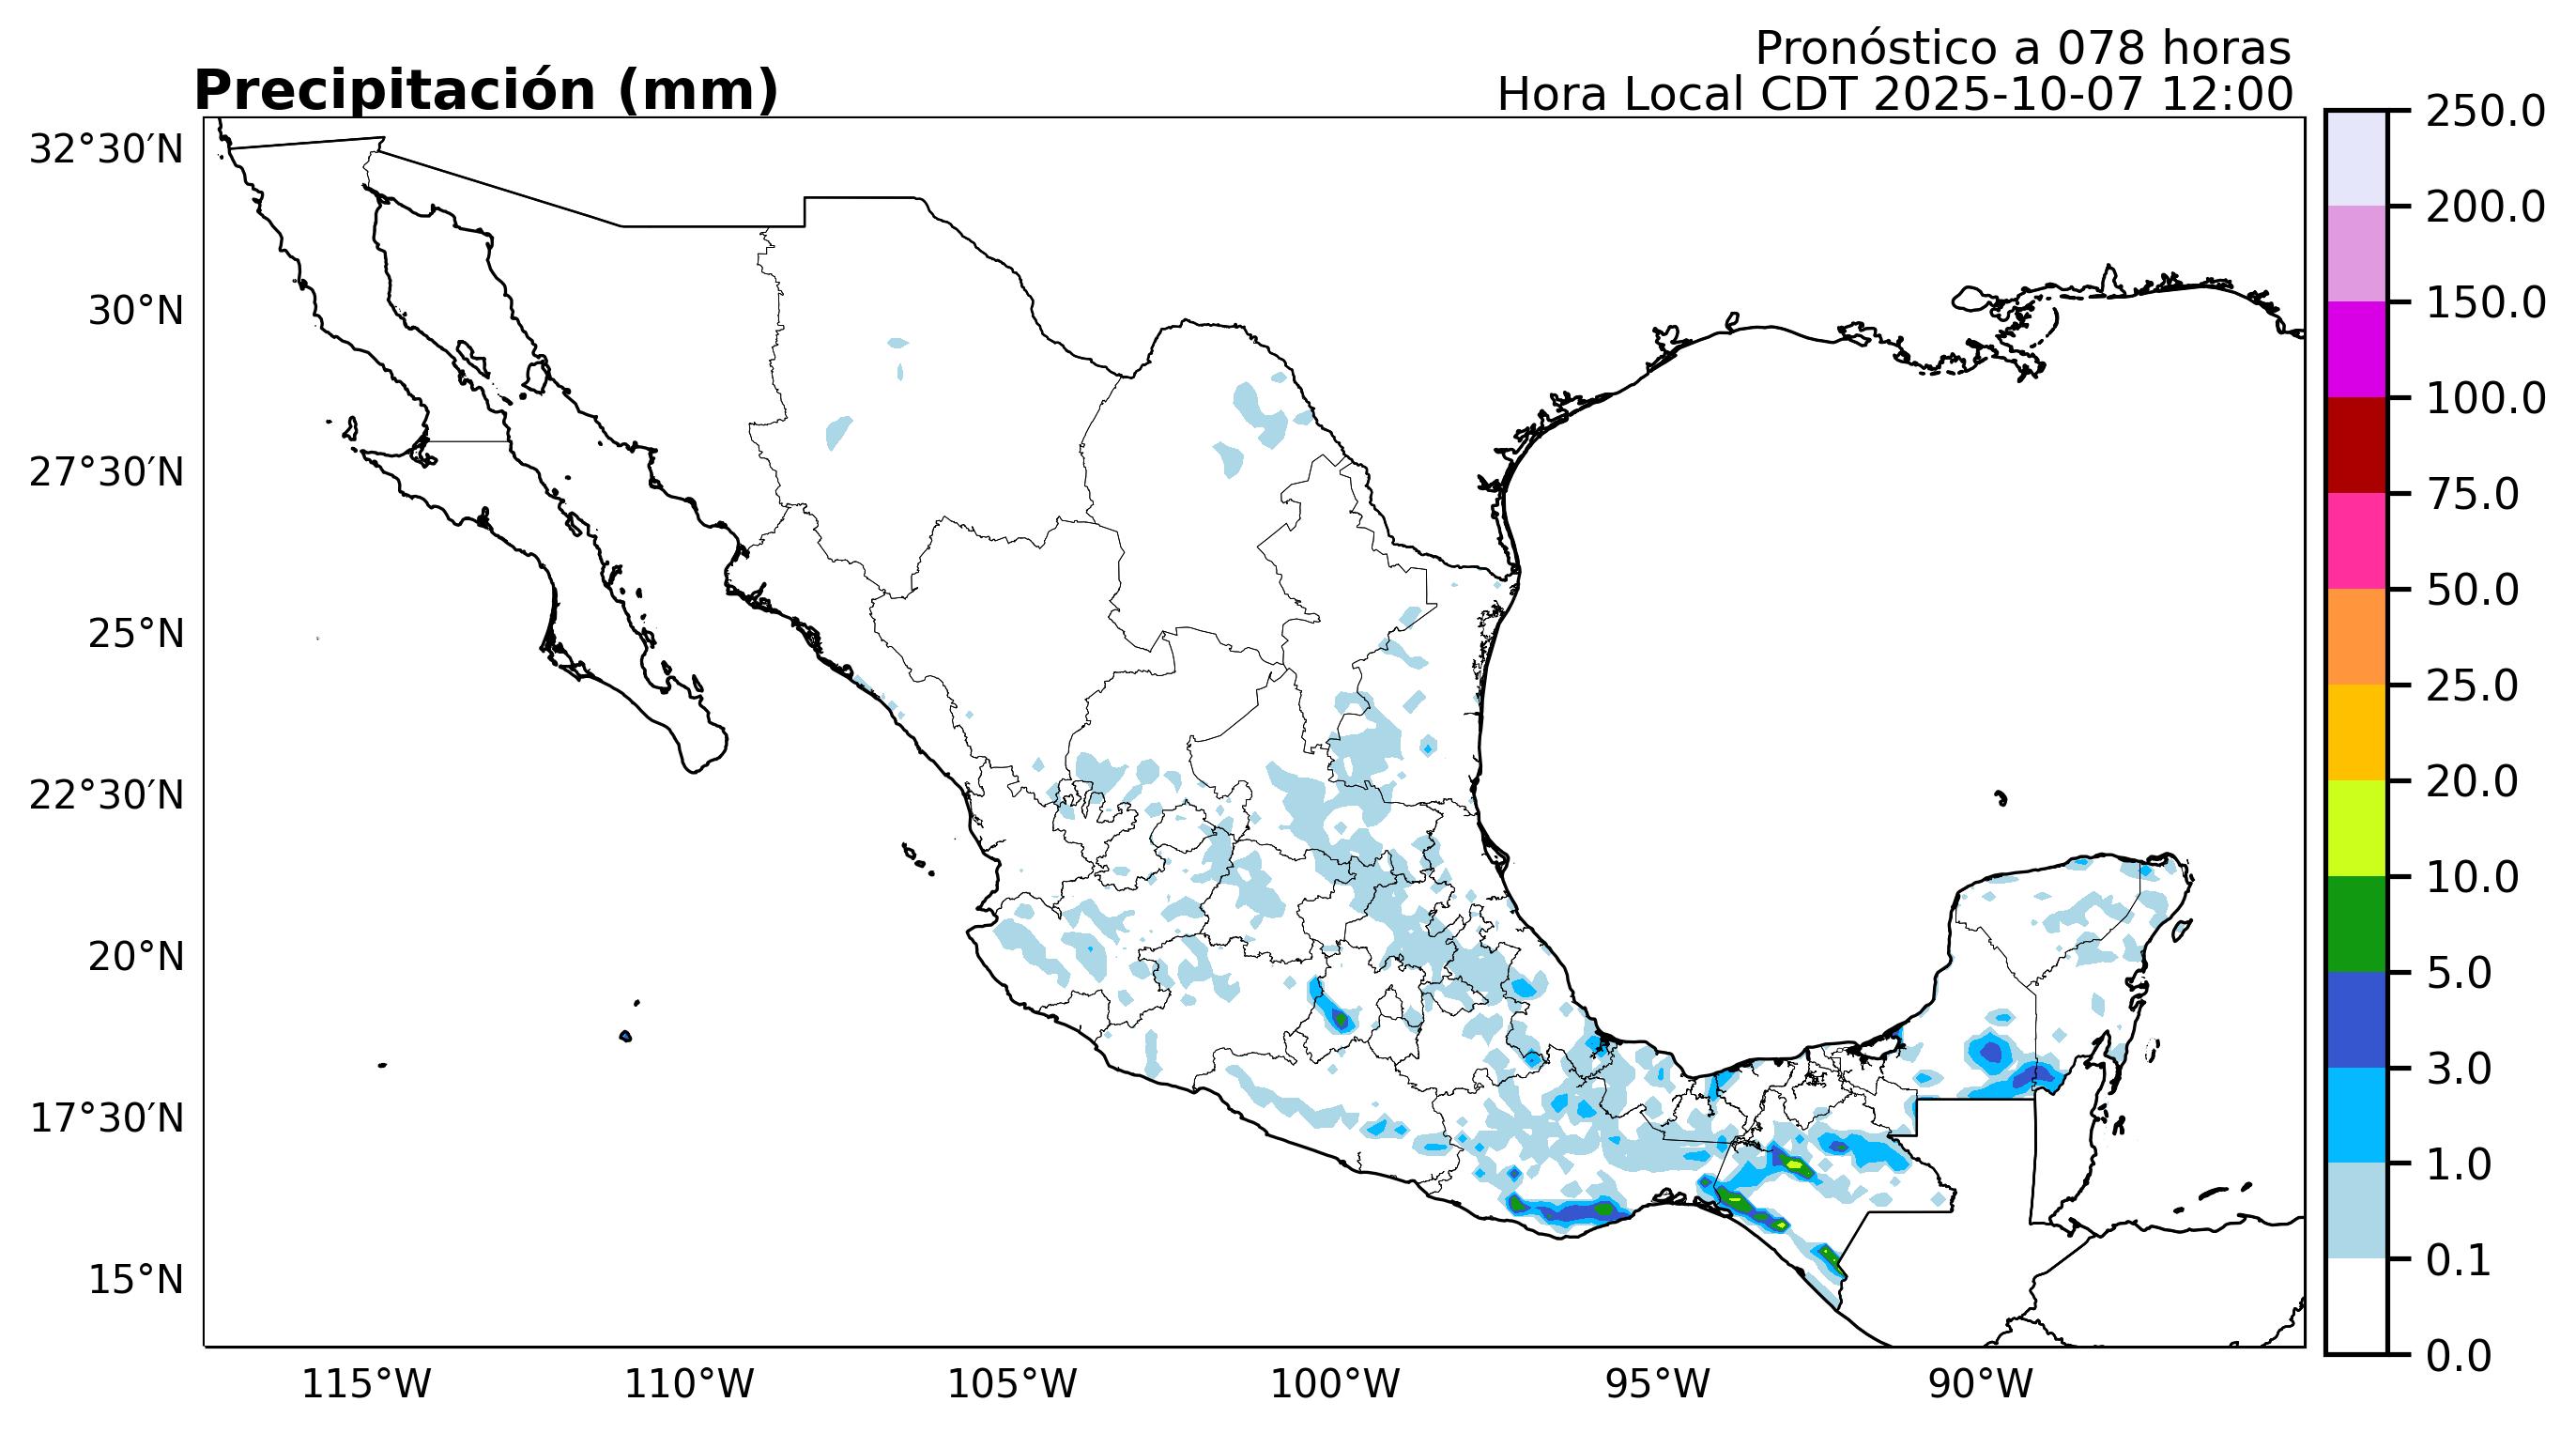 Pronóstico a 078 horas
Precipitación (mm)
Hora Local CDT 2025-10-07 12:00
32°30′N
30°N
27°30′N
25°N
22°30′N
20°N
17°30′N
15°N
115°W
110°W
105°W
100°W
95°W
90°W
250.0
200.0
150.0
100.0
75.0
50.0
25.0
20.0
10.0
5.0
3.0
1.0
0.1
0.0